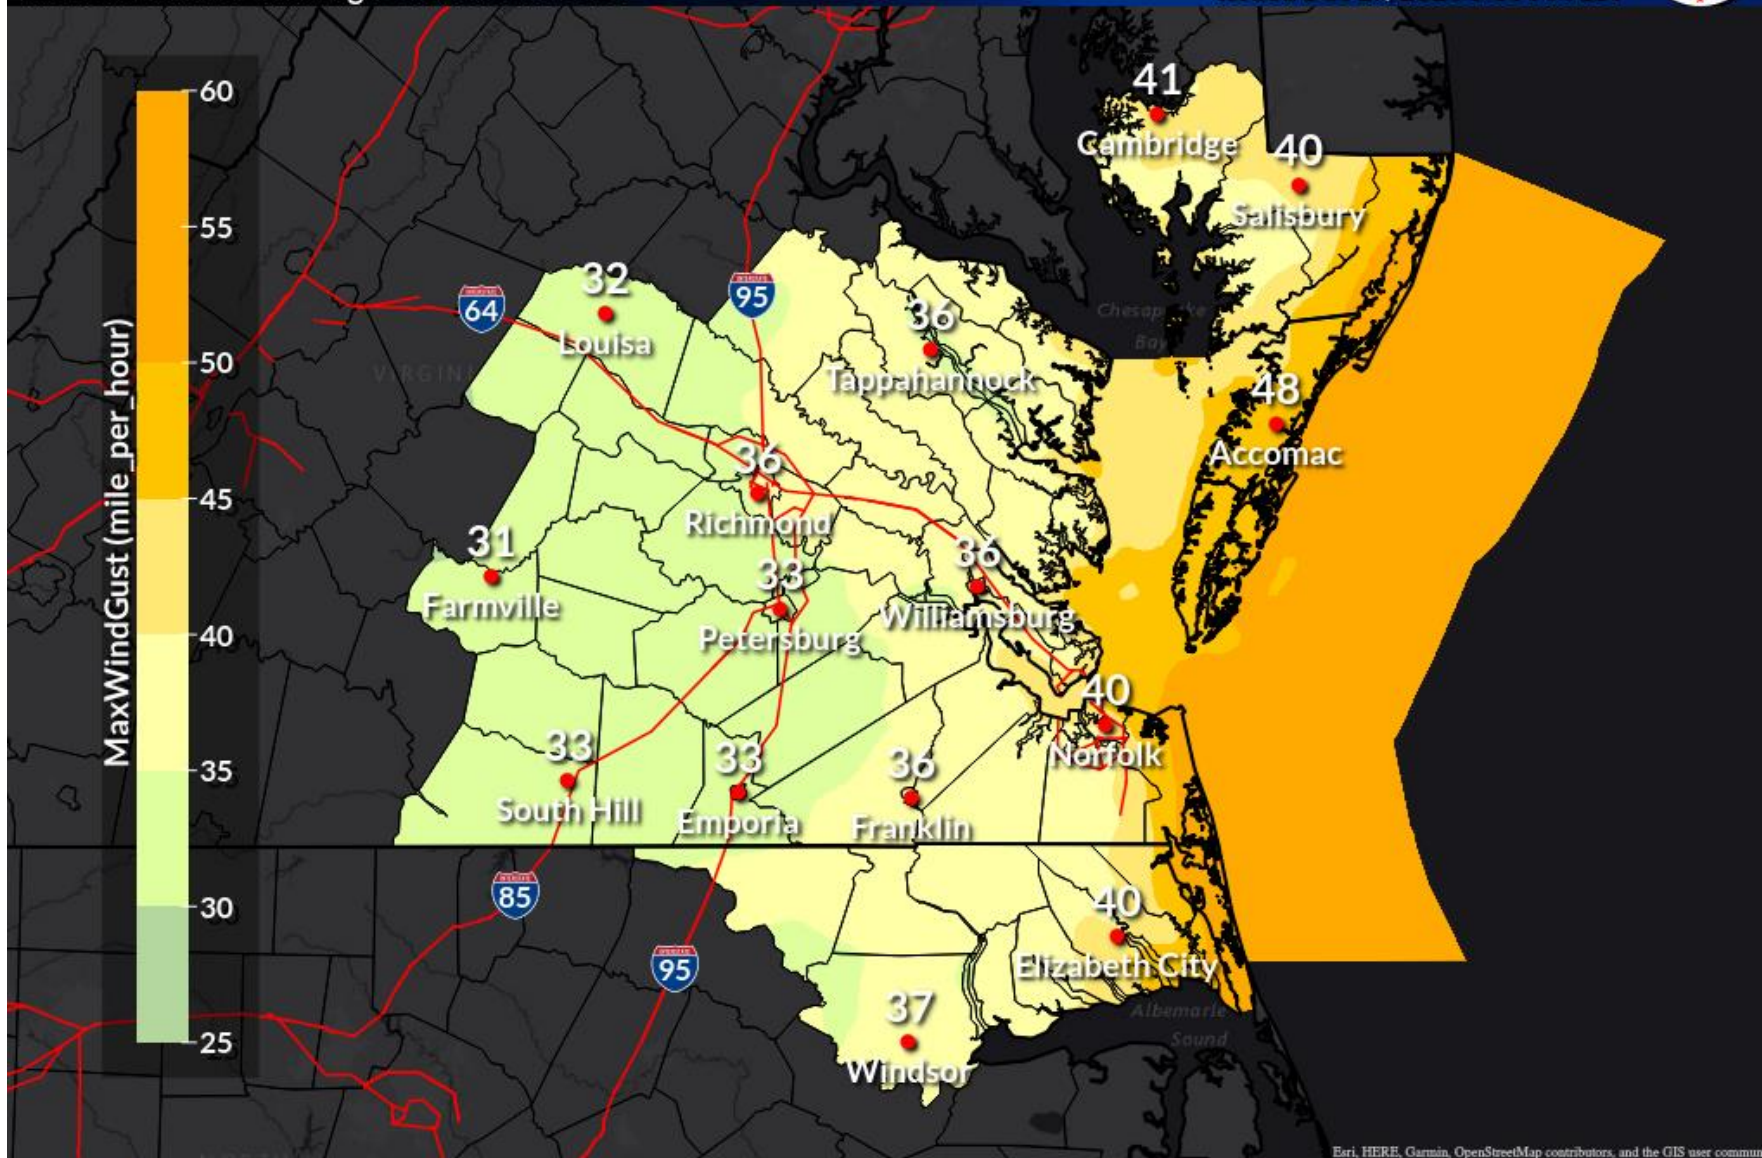 60
55
50
45
40
35
30
25
MaxWindGust (mile_per_hour)
41
Cambridge
40
Salisbury
32
Louisa
64
95
36
Tappahannock
Chesapeake
Bay
48
Accomac
36
Richmond
31
Farmville
33
Petersburg
36
Williamsburg
40
Norfolk
33
South Hill
33
Emporia
36
Franklin
85
95
40
Elizabeth City
37
Windsor
Albemarle
Sound
Esri, HERE, Garmin, OpenStreetMap contributors, and the GIS user